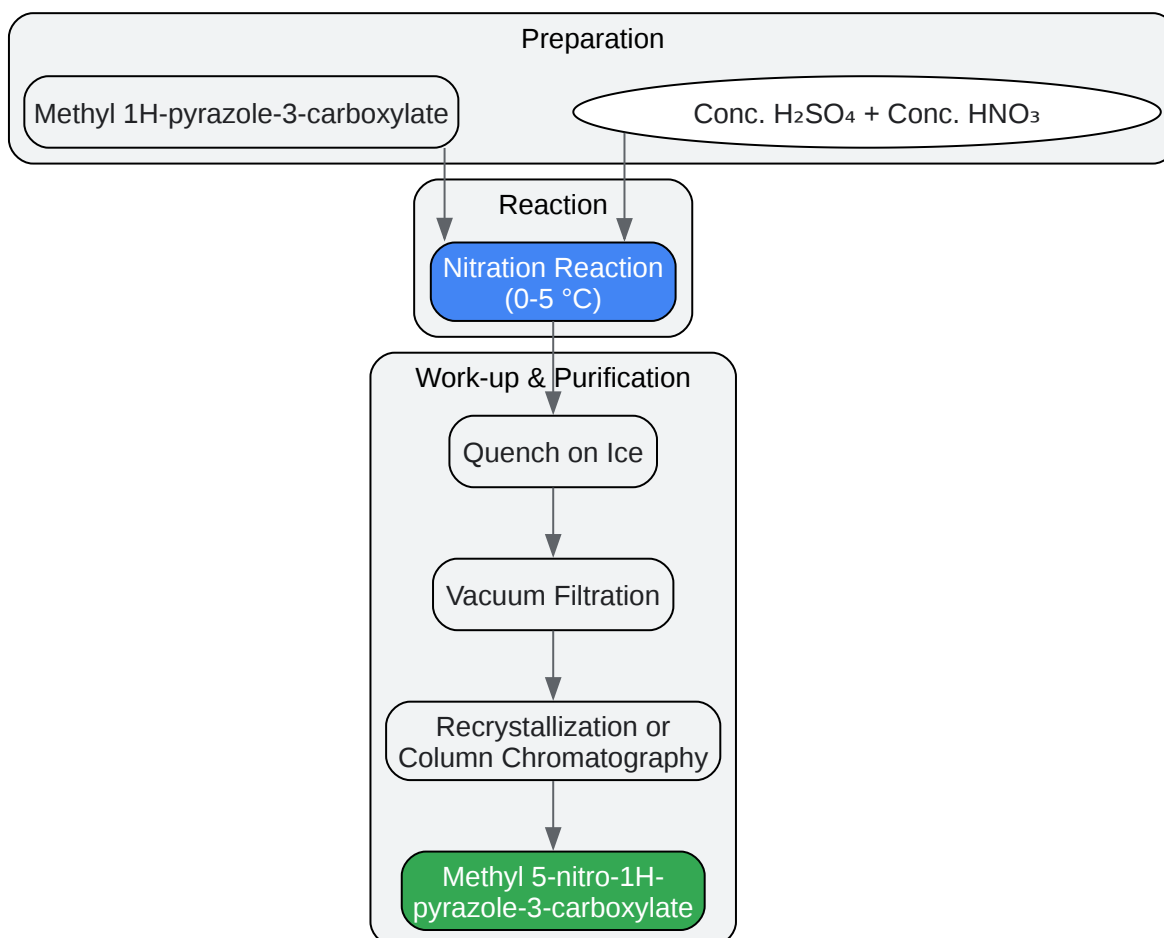 Preparation
Methyl 1H-pyrazole-3-carboxylate
Conc. H₂SO₄ + Conc. HNO₃
Reaction
Nitration Reaction
(0-5 °C)
Work-up & Purification
Quench on Ice
Vacuum Filtration
Recrystallization or
Column Chromatography
Methyl 5-nitro-1H-
pyrazole-3-carboxylate